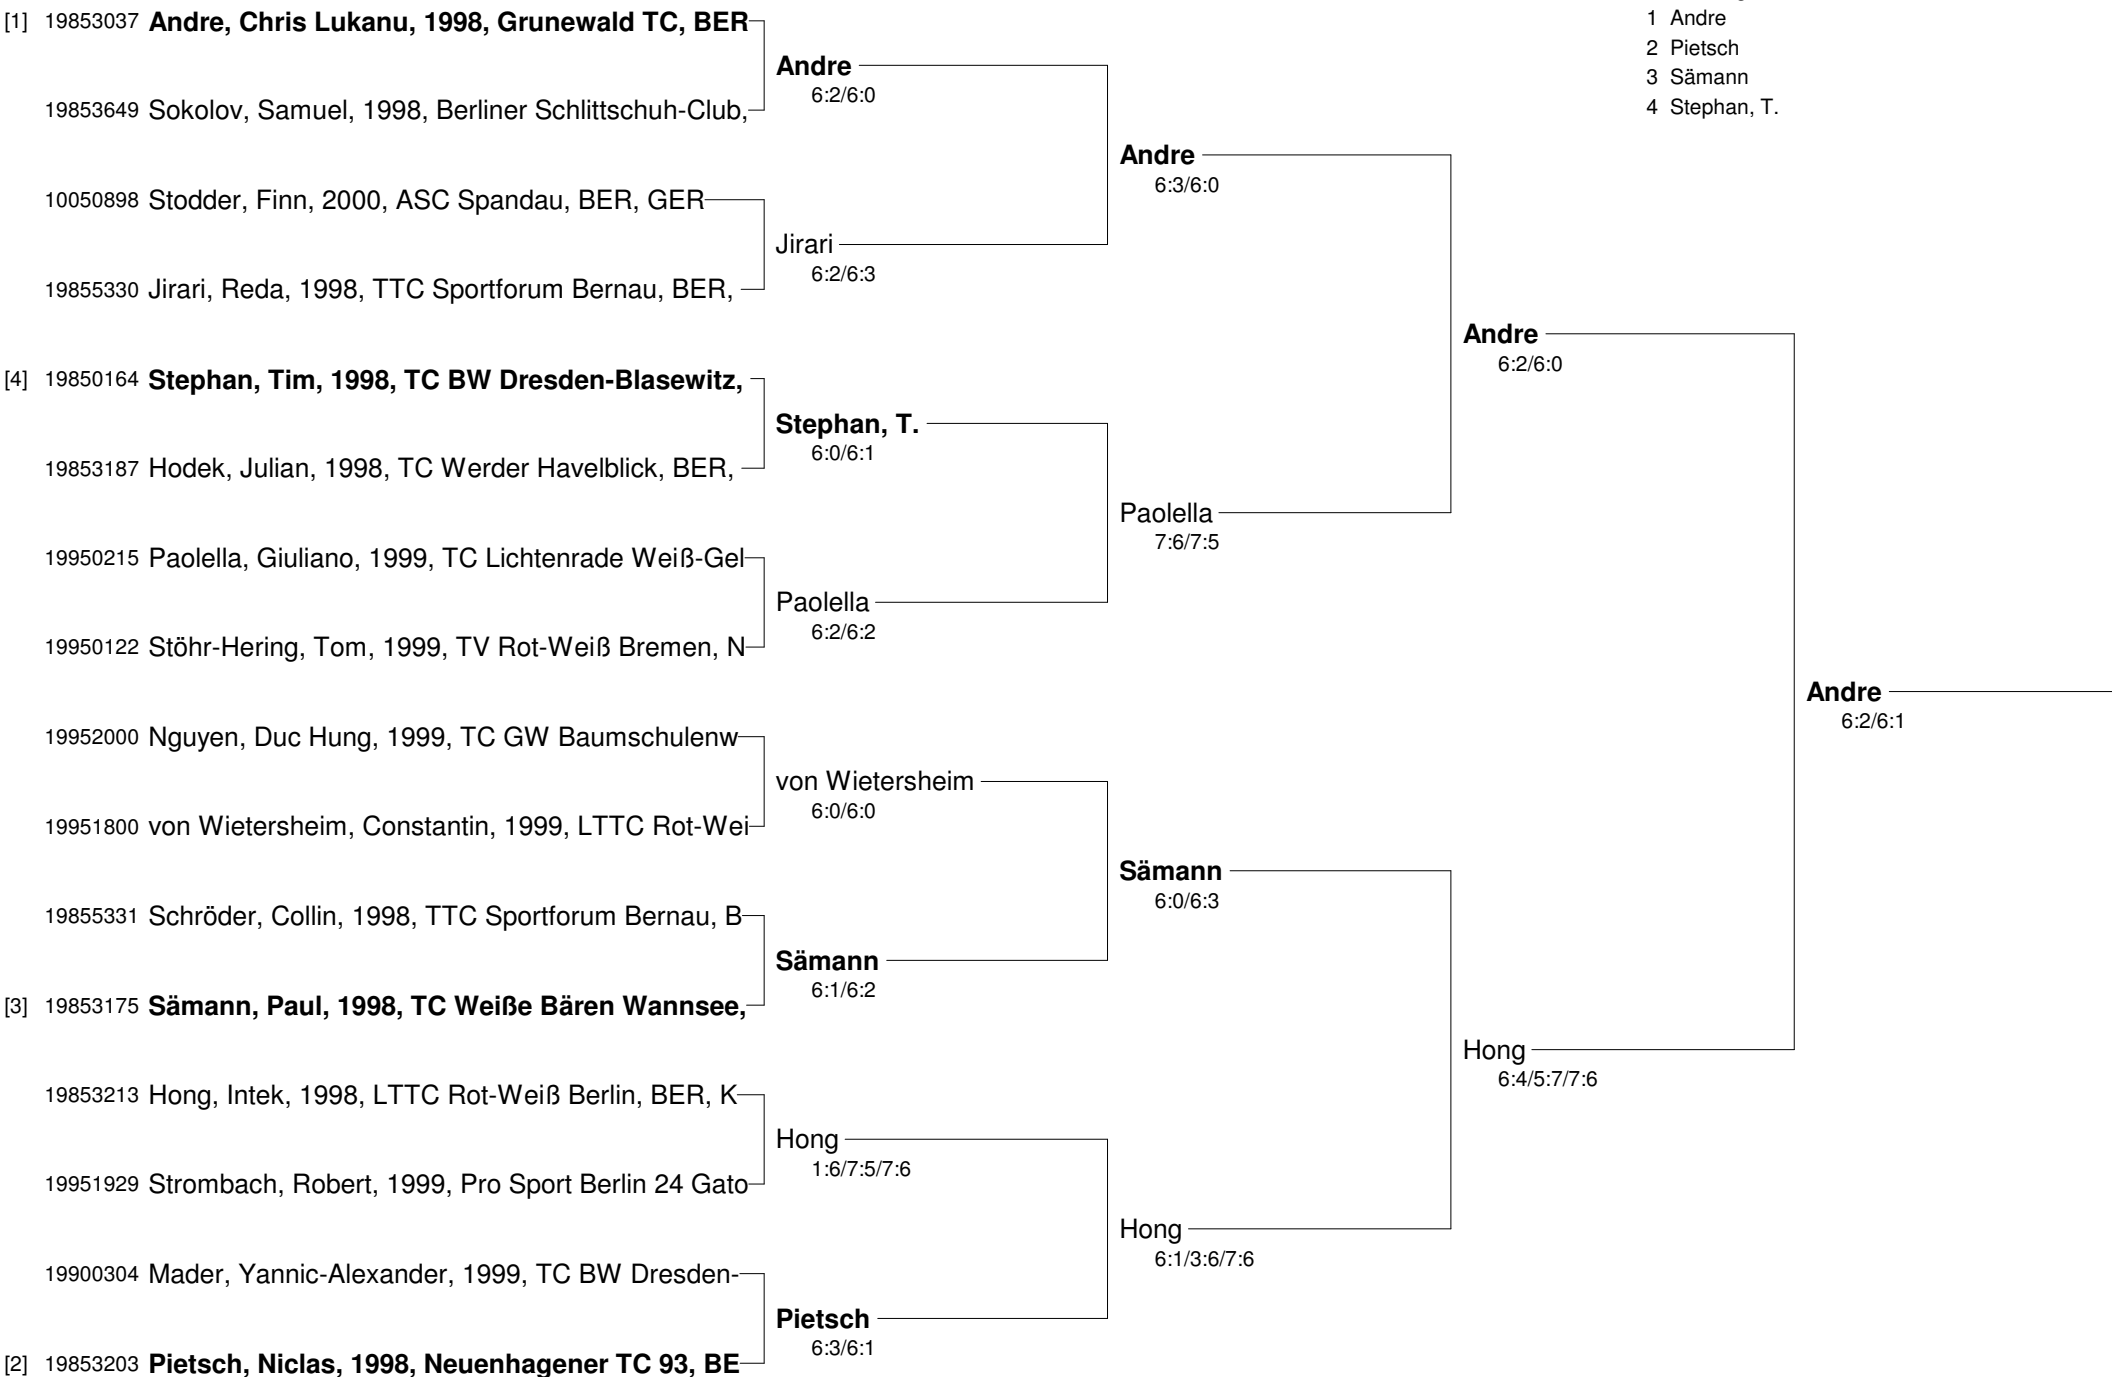 1 Andre
2 Pietsch
3 Sämann
4 Stephan, T.
[1] 19853037 Andre, Chris Lukanu, 1998, Grunewald TC, BER
Andre
6:2/6:0
19853649 Sokolov, Samuel, 1998, Berliner Schlittschuh-Club,
Andre
6:3/6:0
10050898 Stodder, Finn, 2000, ASC Spandau, BER, GER
Jirari
6:2/6:3
19855330 Jirari, Reda, 1998, TTC Sportforum Bernau, BER,
Andre
6:2/6:0
[4] 19850164 Stephan, Tim, 1998, TC BW Dresden-Blasewitz,
Stephan, T.
6:0/6:1
19853187 Hodek, Julian, 1998, TC Werder Havelblick, BER,
Paolella
7:6/7:5
19950215 Paolella, Giuliano, 1999, TC Lichtenrade Weiß-Gel
Paolella
6:2/6:2
19950122 Stöhr-Hering, Tom, 1999, TV Rot-Weiß Bremen, N
Andre
6:2/6:1
19952000 Nguyen, Duc Hung, 1999, TC GW Baumschulenw
von Wietersheim
6:0/6:0
19951800 von Wietersheim, Constantin, 1999, LTTC Rot-Wei
Sämann
6:0/6:3
19855331 Schröder, Collin, 1998, TTC Sportforum Bernau, B
Sämann
6:1/6:2
[3] 19853175 Sämann, Paul, 1998, TC Weiße Bären Wannsee,
Hong
6:4/5:7/7:6
19853213 Hong, Intek, 1998, LTTC Rot-Weiß Berlin, BER, K
Hong
1:6/7:5/7:6
19951929 Strombach, Robert, 1999, Pro Sport Berlin 24 Gato
Hong
6:1/3:6/7:6
19900304 Mader, Yannic-Alexander, 1999, TC BW Dresden-
Pietsch
6:3/6:1
[2] 19853203 Pietsch, Niclas, 1998, Neuenhagener TC 93, BE